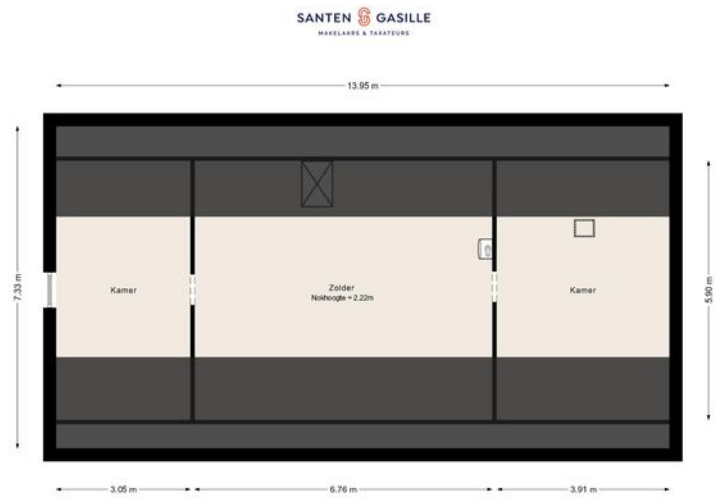 SANTEN GASILLE
MAKELAARS & TAXATEURS
13.95 m
7.33 m
5.90 m
Kamer
Zolder
Nokhoogte = 2.22m
Kamer
3.05 m
6.76 m
3.91 m